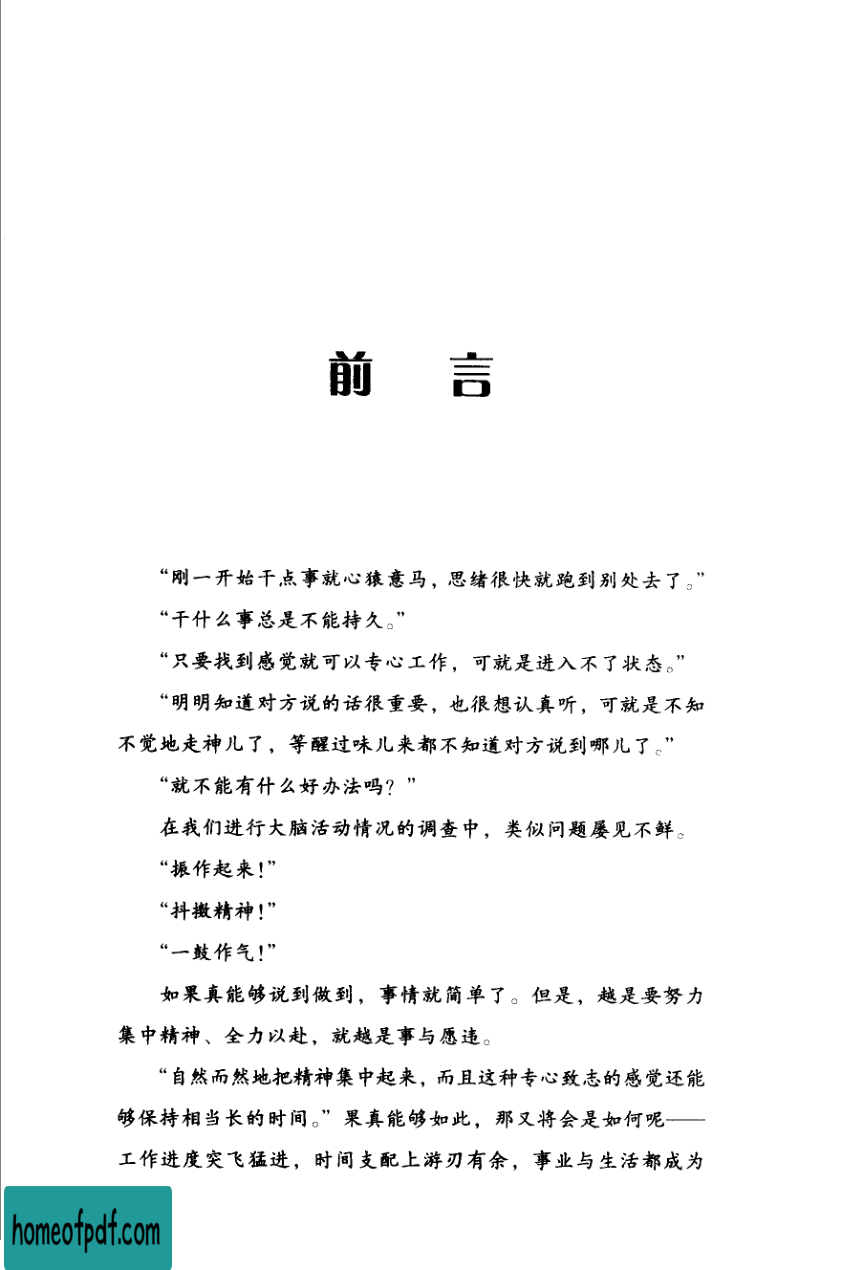 前 言
“刚一开始干点事就心猿意马，思绪很快就跑到别处去了。”
“干什么事总是不能持久。”
“只要找到感觉就可以专心工作，可就是进入不了状态。”
“明明知道对方说的话很重要，也很想认真听，可就是不知
不觉地走神儿了，等醒过味儿来都不知道对方说到哪儿了。”
“就不能有什么好办法吗？”
在我们进行大脑活动情况的调查中，类似问题屡见不鲜。
“振作起来！”
“抖擞精神！”
“一鼓作气！”
如果真能够说到做到，事情就简单了。但是，越是要努力
集中精神、全力以赴，就越是事与愿违。
“自然而然地把精神集中起来，而且这种专心致志的感觉还能
够保持相当长的时间。”果真能够如此，那又将会是如何呢——
工作进度突飞猛进，时间支配上游刃有余，事业与生活都成为
homeofpdf.com